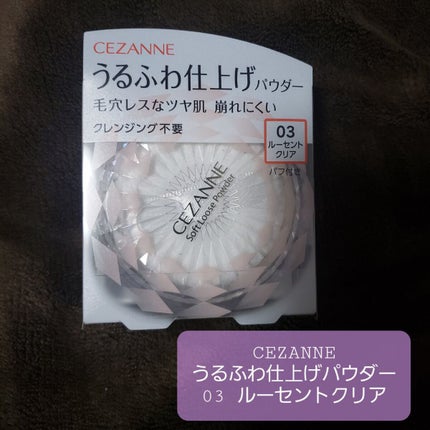 CEZANNE
うるふわ仕上げパウダー
毛穴レスなツヤ肌 崩れにくい
クレンジング不要
03
ルーセント
クリア
パフ付き
CEZANNE
Soft Loose Powder
CEZANNE
うるふわ仕上げパウダー
03 ルーセントクリア